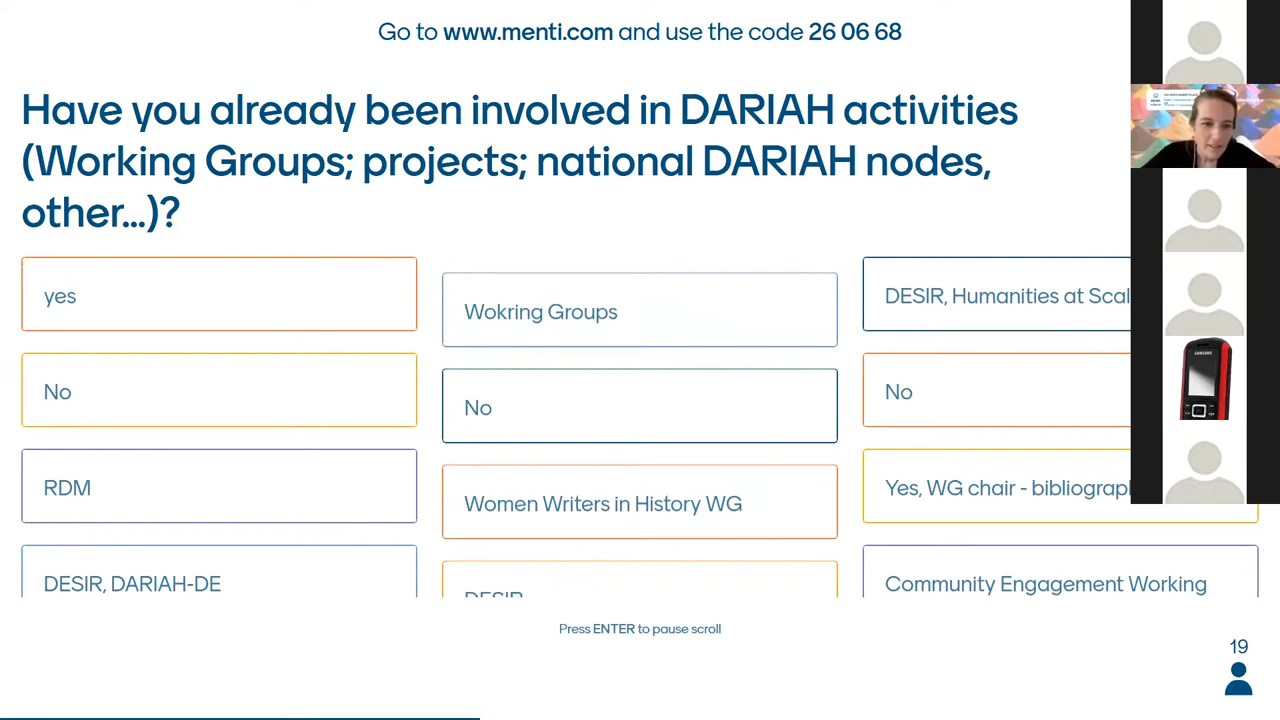 Go to www.menti.com and use the code 26 06 68
Have you already been involved in DARIAH activities
(Working Groups; projects; national DARIAH nodes,
other...)?
yes
Wokring Groups
DESIR, Humanities at Scal
No
No
No
RDM
Women Writers in History WG
Yes, WG chair - bibliograp
DESIR, DARIAH-DE
DESIR
Community Engagement Working
Press ENTER to pause scroll
19
SAMSUNG